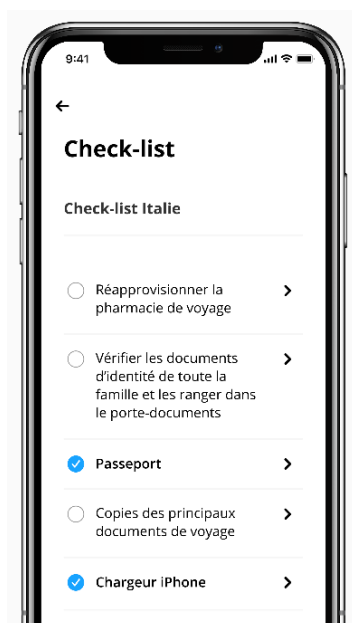 9:41
Check-list
Check-list Italie
Réapprovisionner la
pharmacie de voyage
Vérifier les documents
d'identité de toute la
famille et les ranger dans
le porte-documents
Passeport
Copies des principaux
documents de voyage
Chargeur iPhone